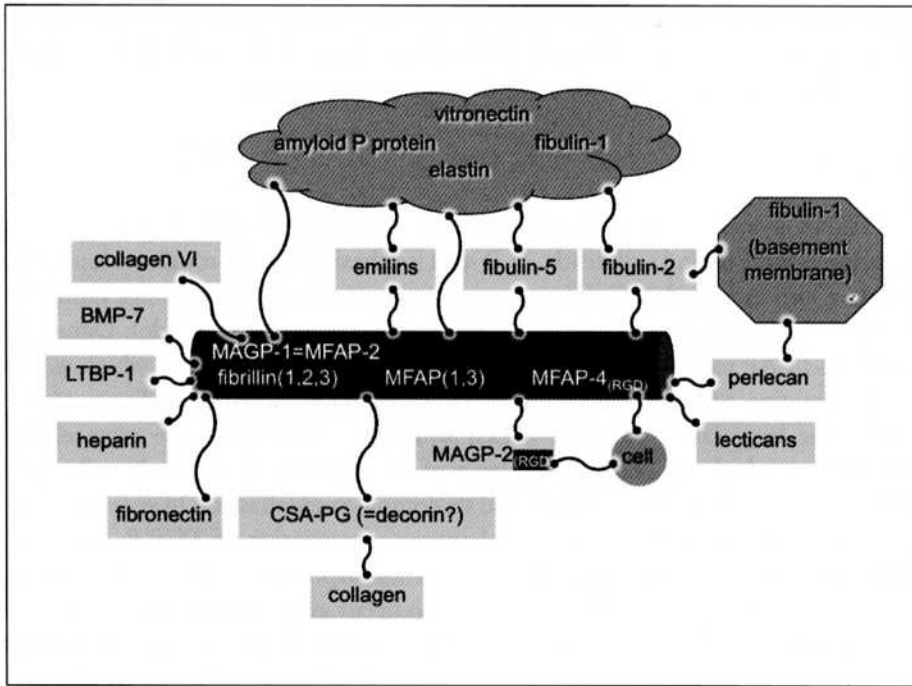 vitronectin
amyloid P protein
fibulin-1
elastin
fibulin-1
(basement
membrane)
collagen VI
emilins
fibulin-5
fibulin-2
BMP-7
MAGP-1=MFAP-2
LTBP-1
fibrillin(1,2,3)
MFAP(1,3)
MFAP-4(RGD)
perlecan
heparin
MAGP-2(RGD)
cell
lecticans
fibronectin
CSA-PG (=decorin?)
collagen